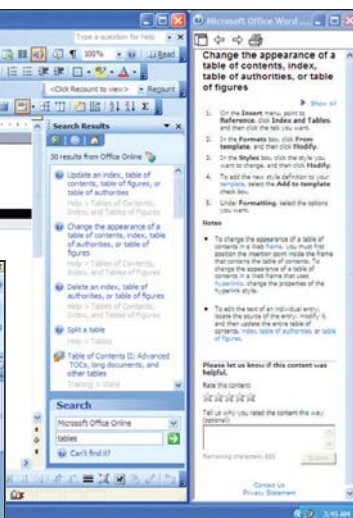 Type a question for help
100%
Read
<Click Recount to view>
Recount
Search Results
30 results from Office Online
Update an index, table of
contents, table of figures, or
table of authorities
Help > Tables of Contents,
Index, and Tables of Figures
Change the appearance of a
table of contents, index, table
of authorities, or table of
figures
Help > Tables of Contents,
Index, and Tables of Figures
Delete an index, table of
authorities, or table of figures
Help > Tables of Contents,
Index, and Tables of Figures
Split a table
Help > Tables
Table of Contents II: Advanced
TOCs, long documents, and
other tables
Training > Word
Search
Microsoft Office Online
tables
Can't find it?
Microsoft Office Word ...
Change the appearance of a
table of contents, index,
table of authorities, or table
of figures
Show All
1. On the Insert menu, point to
Reference, click Index and Tables,
and then click the tab you want.
2. In the Formats box, click From
template, and then click Modify.
3. In the Styles box, click the style you
want to change, and then click Modify.
4. To add the new style definition to your
template, select the Add to template
check box.
5. Under Formatting, select the options
you want.
Notes
• To change the appearance of a table of
contents in a Web frame, you must first
position the insertion point inside the frame
that contains the table of contents. To
change the appearance of a table of
contents in a Web frame that uses
hyperlinks, change the properties of the
hyperlink style.
• To edit the text of an individual entry,
locate the source of the entry, modify it,
and then update the entire table of
contents, index, table of authorities, or table
of figures.
Please let us know if this content was
helpful.
Rate this content:
Tell us why you rated the content this way
(optional):
Remaining characters: 650
Submit
Contact Us
Privacy Statement
3:41 AM